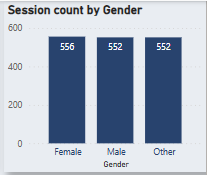 Session count by Gender
600
556 552 552
400
200
0
Female Male Other
Gender